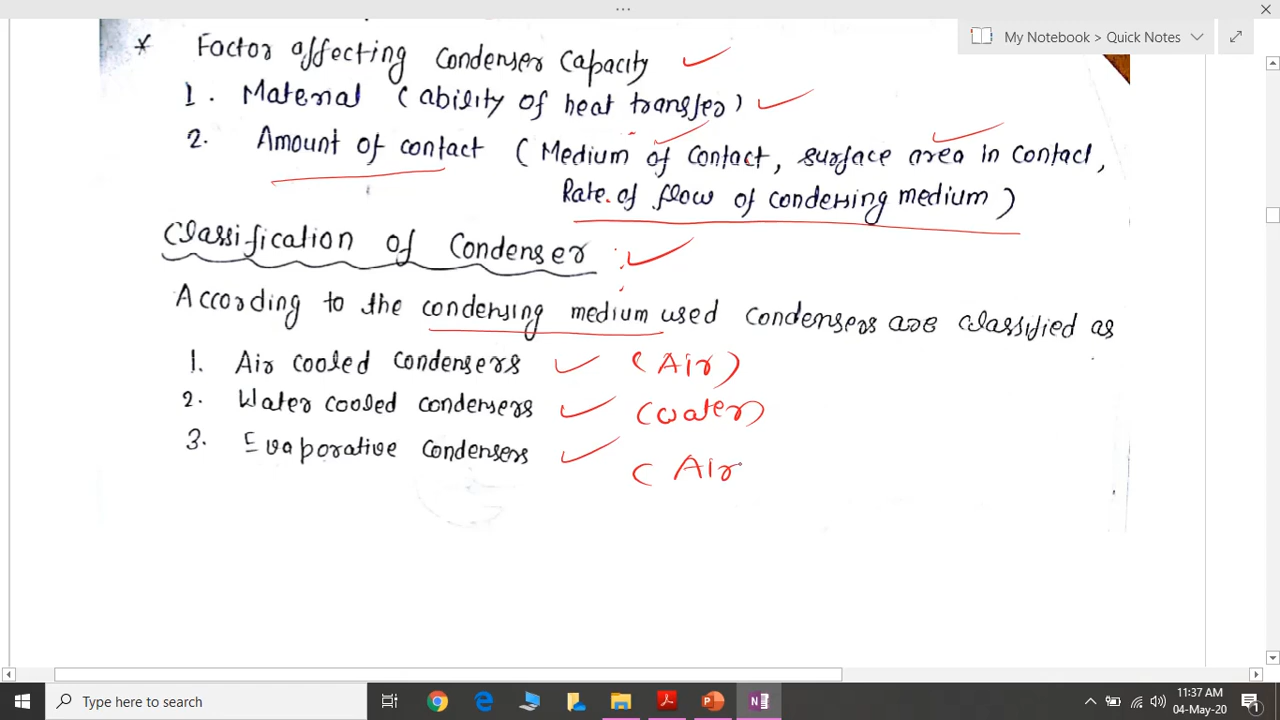 My Notebook > Quick Notes
* Factor affecting Condenser Capacity
1. Material (ability of heat transfer)
2. Amount of contact (Medium of contact, surface area in contact,
Rate of flow of condensing medium)
Classification of Condenser :
According to the condensing medium used condensers are classified as
1. Air cooled condensers (Air)
2. Water cooled condensers (water)
3. Evaporative Condensers (Air
Type here to search
11:37 AM
04-May-20
1